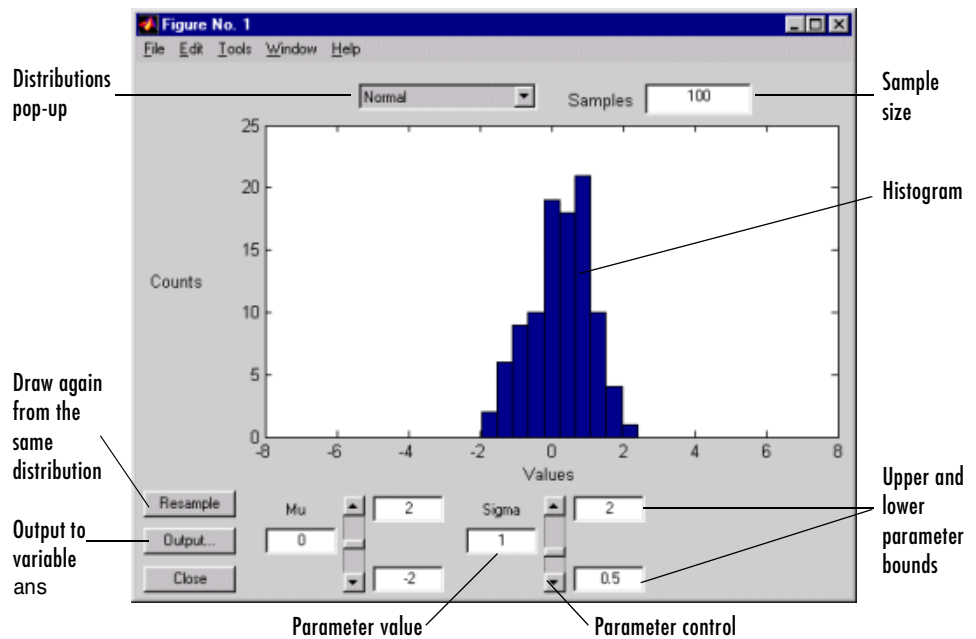 Figure No. 1
File Edit Tools Window Help
Distributions
pop-up
Normal
Samples
100
Sample
size
25
20
15
10
5
0
Counts
Histogram
-8 -6 -4 -2 0 2 4 6 8
Values
Draw again
from the
same
distribution
Resample
Output...
Close
Output to
variable
ans
Mu
0
2
-2
Sigma
1
2
0.5
Upper and
lower
parameter
bounds
Parameter value
Parameter control